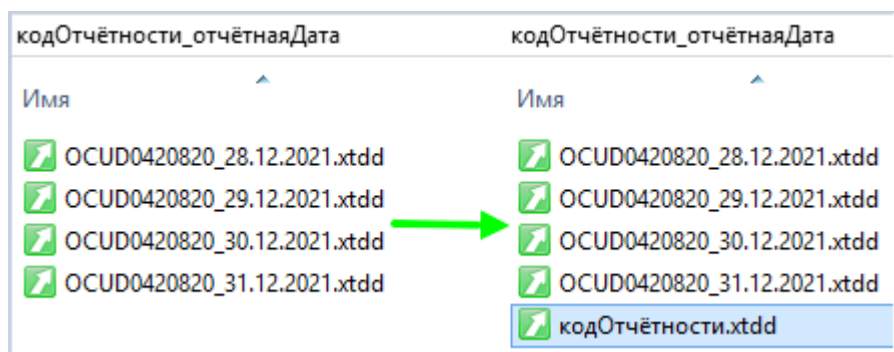 кодОтчётности_отчётнаяДата
Имя
OCUD0420820_28.12.2021.xtdd
OCUD0420820_29.12.2021.xtdd
OCUD0420820_30.12.2021.xtdd
OCUD0420820_31.12.2021.xtdd
кодОтчётности_отчётнаяДата
Имя
OCUD0420820_28.12.2021.xtdd
OCUD0420820_29.12.2021.xtdd
OCUD0420820_30.12.2021.xtdd
OCUD0420820_31.12.2021.xtdd
кодОтчётности.xtdd